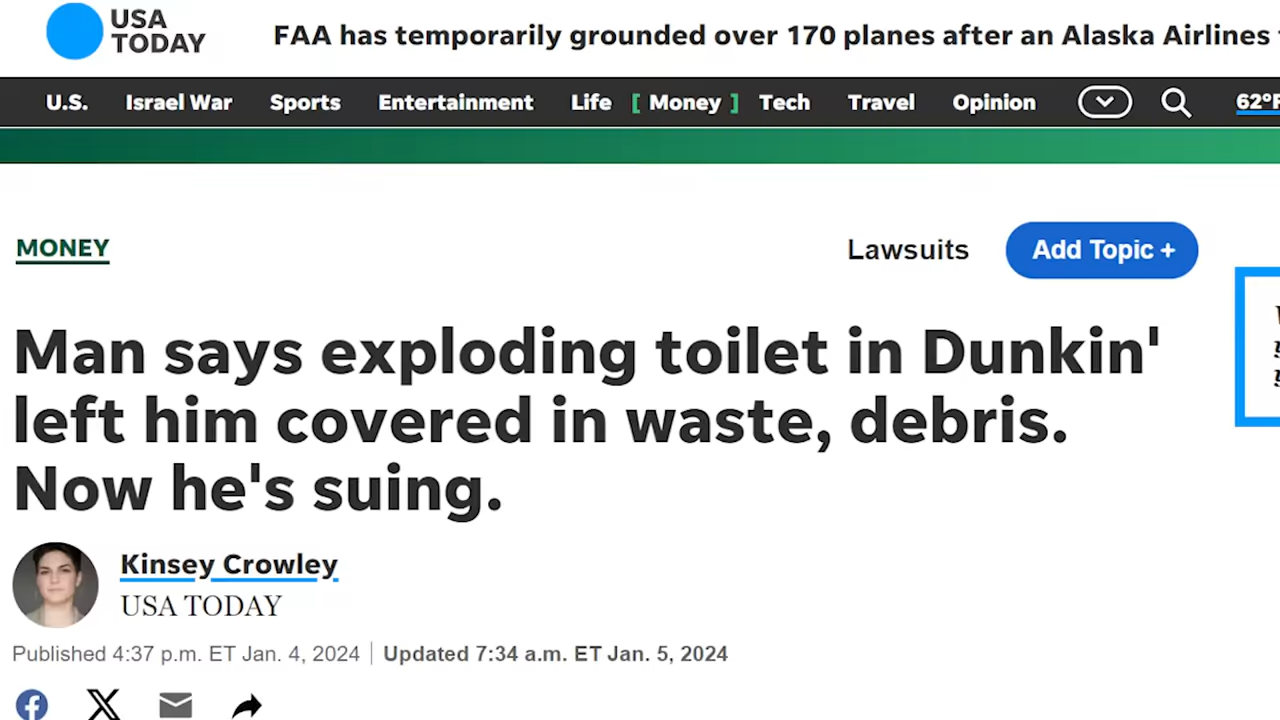 USA
TODAY
FAA has temporarily grounded over 170 planes after an Alaska Airlines
U.S. Israel War Sports Entertainment Life [ Money ] Tech Travel Opinion 62°F
MONEY
Lawsuits Add Topic +
Man says exploding toilet in Dunkin'
left him covered in waste, debris.
Now he's suing.
Kinsey Crowley
USA TODAY
Published 4:37 p.m. ET Jan. 4, 2024 | Updated 7:34 a.m. ET Jan. 5, 2024